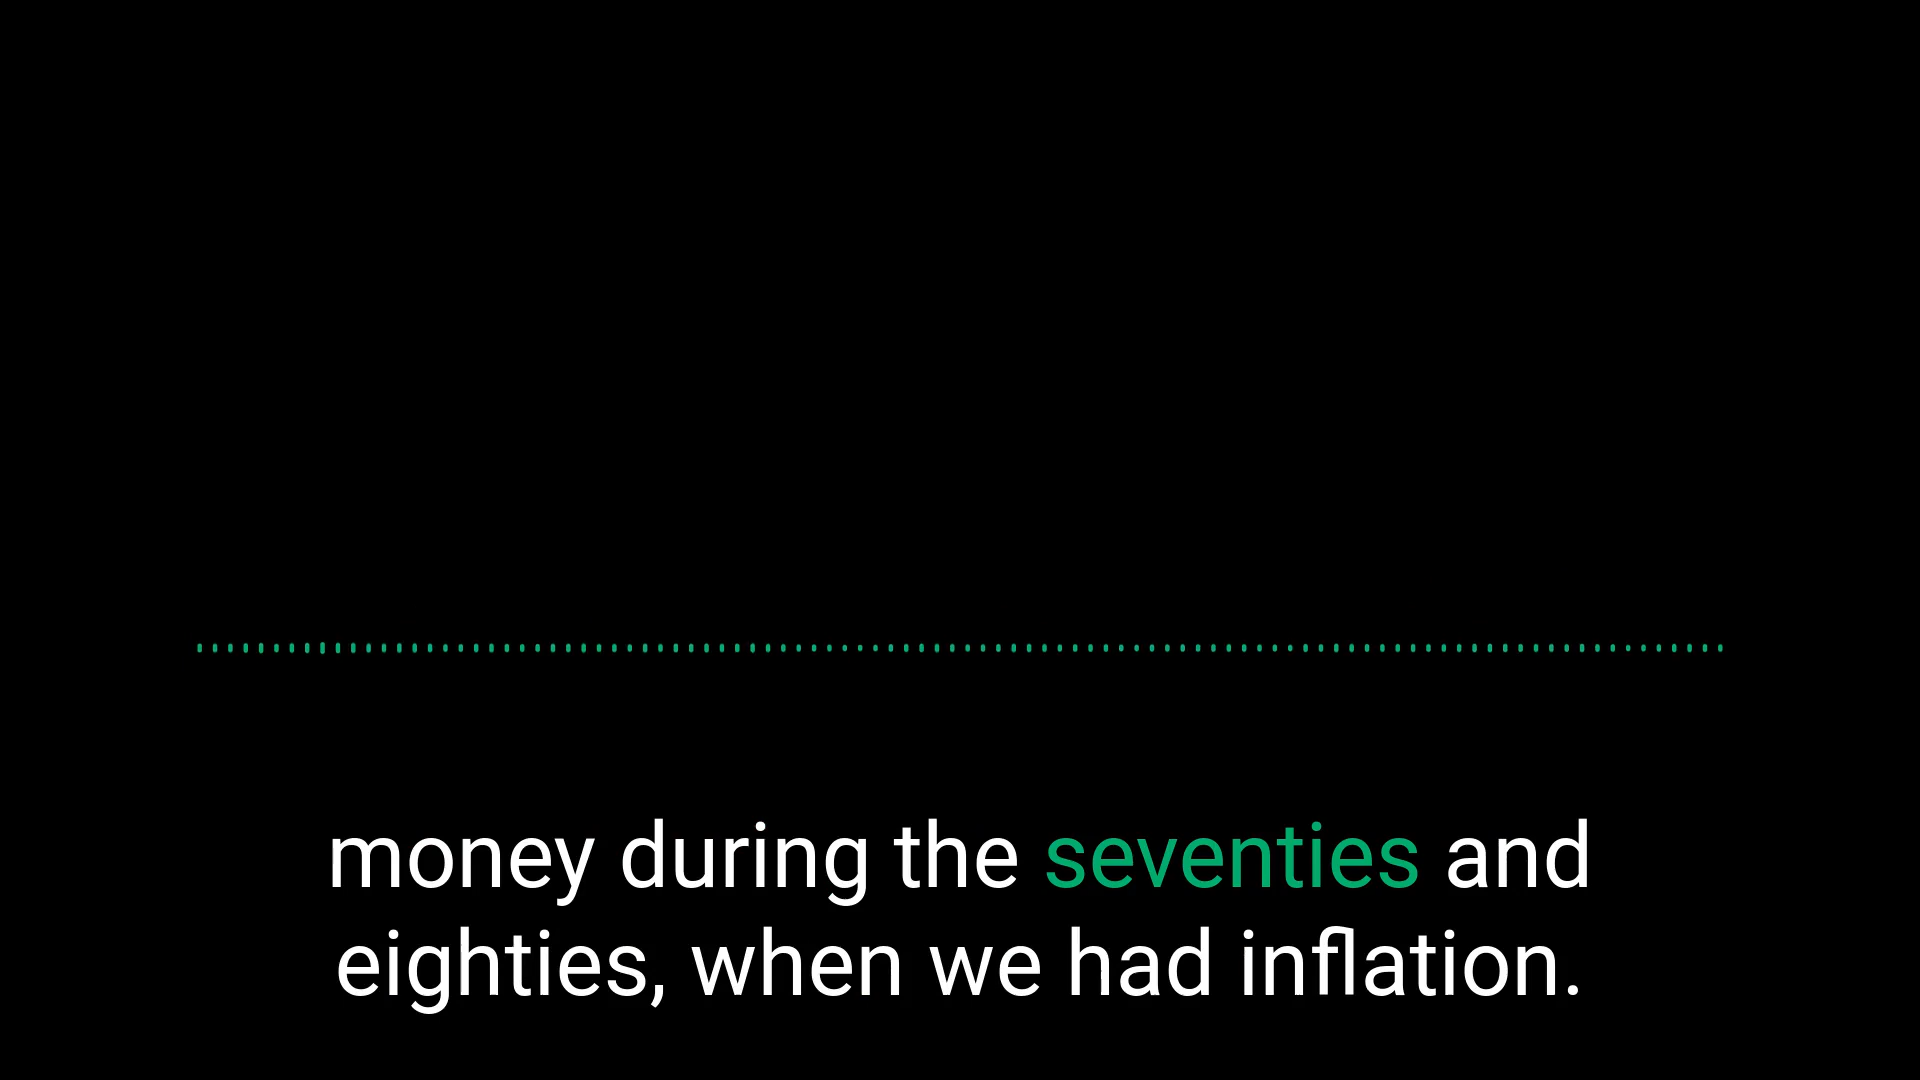 money during the seventies and
eighties, when we had inflation.